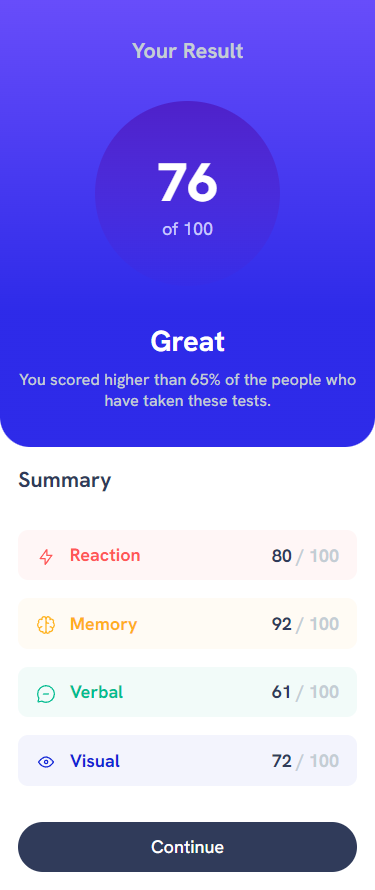 Your Result
76
of 100
Great
You scored higher than 65% of the people who
have taken these tests.
Summary
Reaction 80 / 100
Memory 92 / 100
Verbal 61 / 100
Visual 72 / 100
Continue